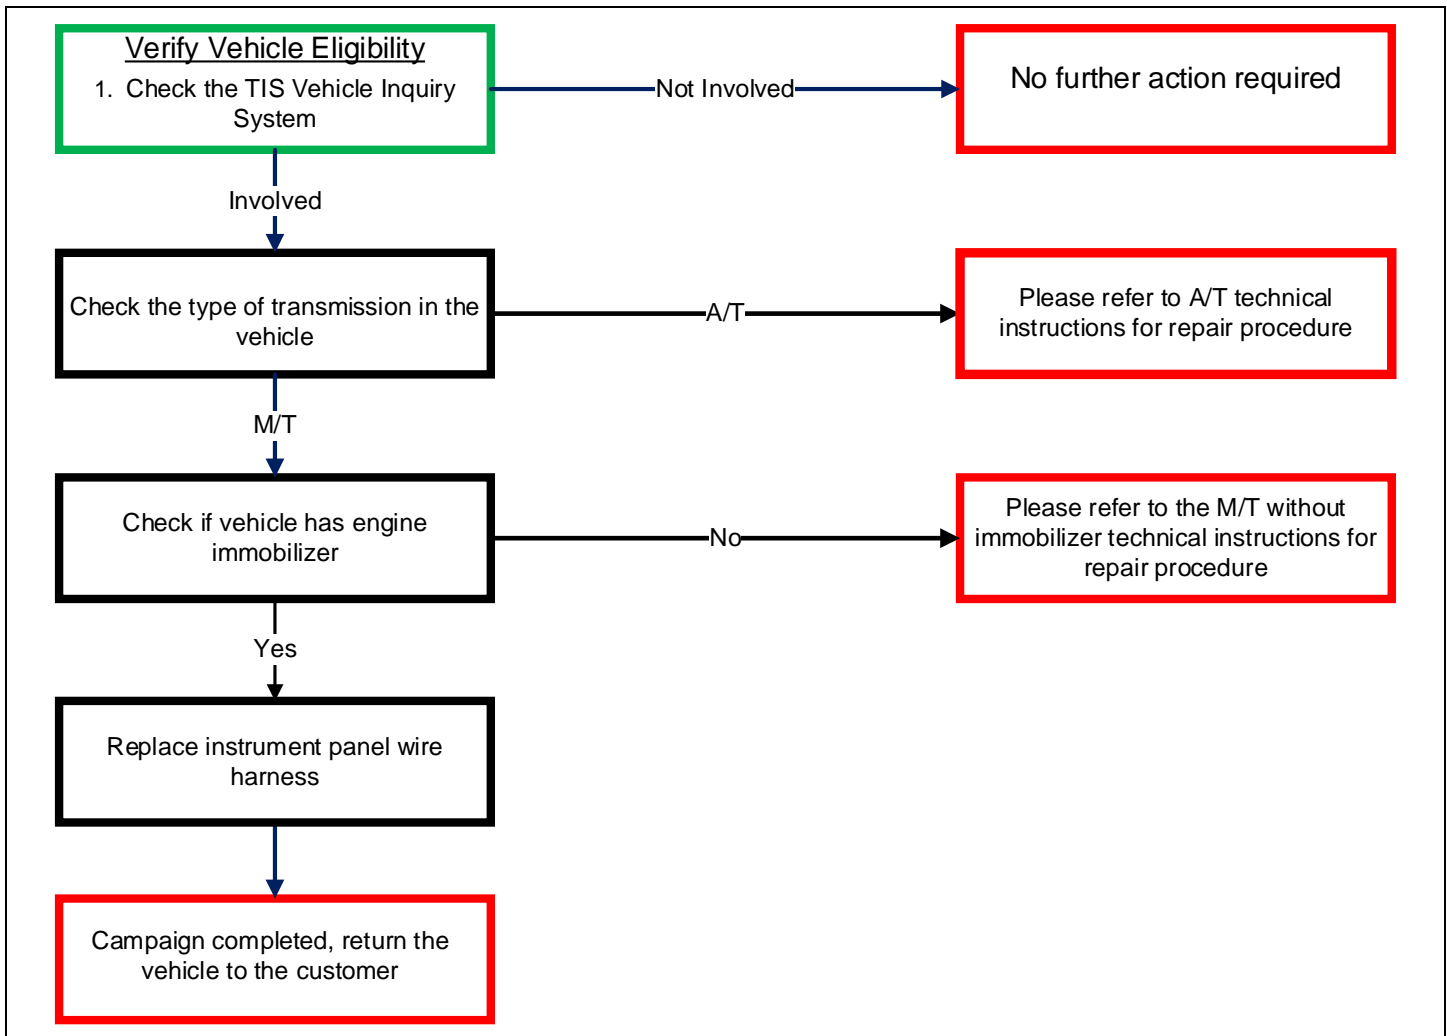 Verify Vehicle Eligibility
1. Check the TIS Vehicle Inquiry
System
Not Involved
No further action required
Involved
Check the type of transmission in the
vehicle
A/T
Please refer to A/T technical
instructions for repair procedure
M/T
Check if vehicle has engine
immobilizer
No
Please refer to the M/T without
immobilizer technical instructions for
repair procedure
Yes
Replace instrument panel wire
harness
Campaign completed, return the
vehicle to the customer